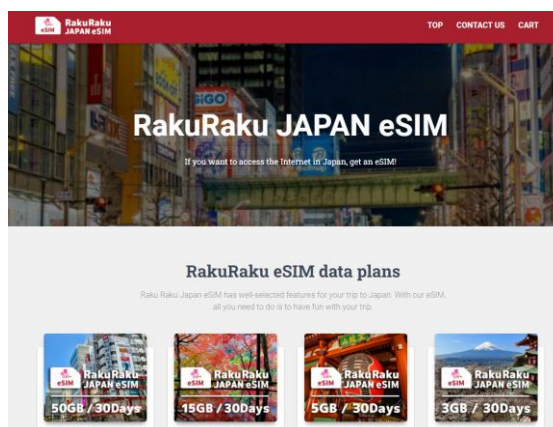 RakuRaku
JAPAN eSIM
eSIM
TOP CONTACT US CART
GiGO
RakuRaku JAPAN eSIM
If you want to access the Internet in Japan, get an eSIM!
RakuRaku eSIM data plans
Raku Raku Japan eSIM has well-selected features for your trip to Japan. With our eSIM,
all you need to do is to have fun with your trip.
eSIM RakuRaku
JAPAN eSIM
50GB / 30Days
eSIM RakuRaku
JAPAN eSIM
15GB / 30Days
eSIM RakuRaku
JAPAN eSIM
5GB / 30Days
eSIM RakuRaku
JAPAN eSIM
3GB / 30Days